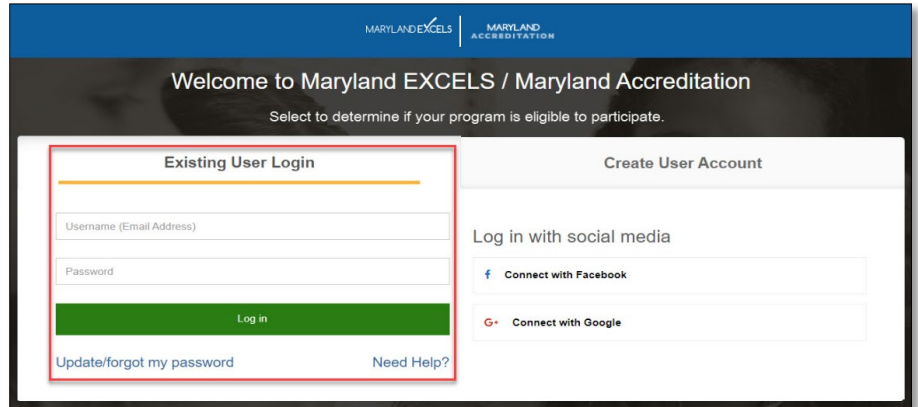 MARYLAND EXCELS
MARYLAND
ACCREDITATION
Welcome to Maryland EXCELS / Maryland Accreditation
Select to determine if your program is eligible to participate.
Existing User Login
Create User Account
Username (Email Address)
Password
Log in
Update/forgot my password
Need Help?
Log in with social media
f Connect with Facebook
G+ Connect with Google